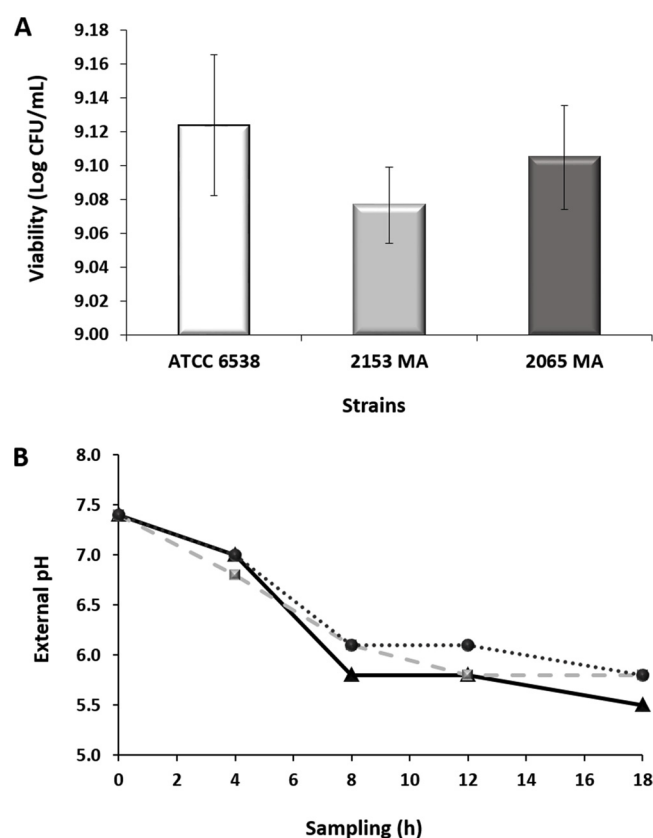 A
Viability (Log CFU/mL)
9.18
9.16
9.14
9.12
9.10
9.08
9.06
9.04
9.02
9.00
ATCC 6538 2153 MA 2065 MA
Strains
B
External pH
8.0
7.5
7.0
6.5
6.0
5.5
5.0
0 2 4 6 8 10 12 14 16 18
Sampling (h)